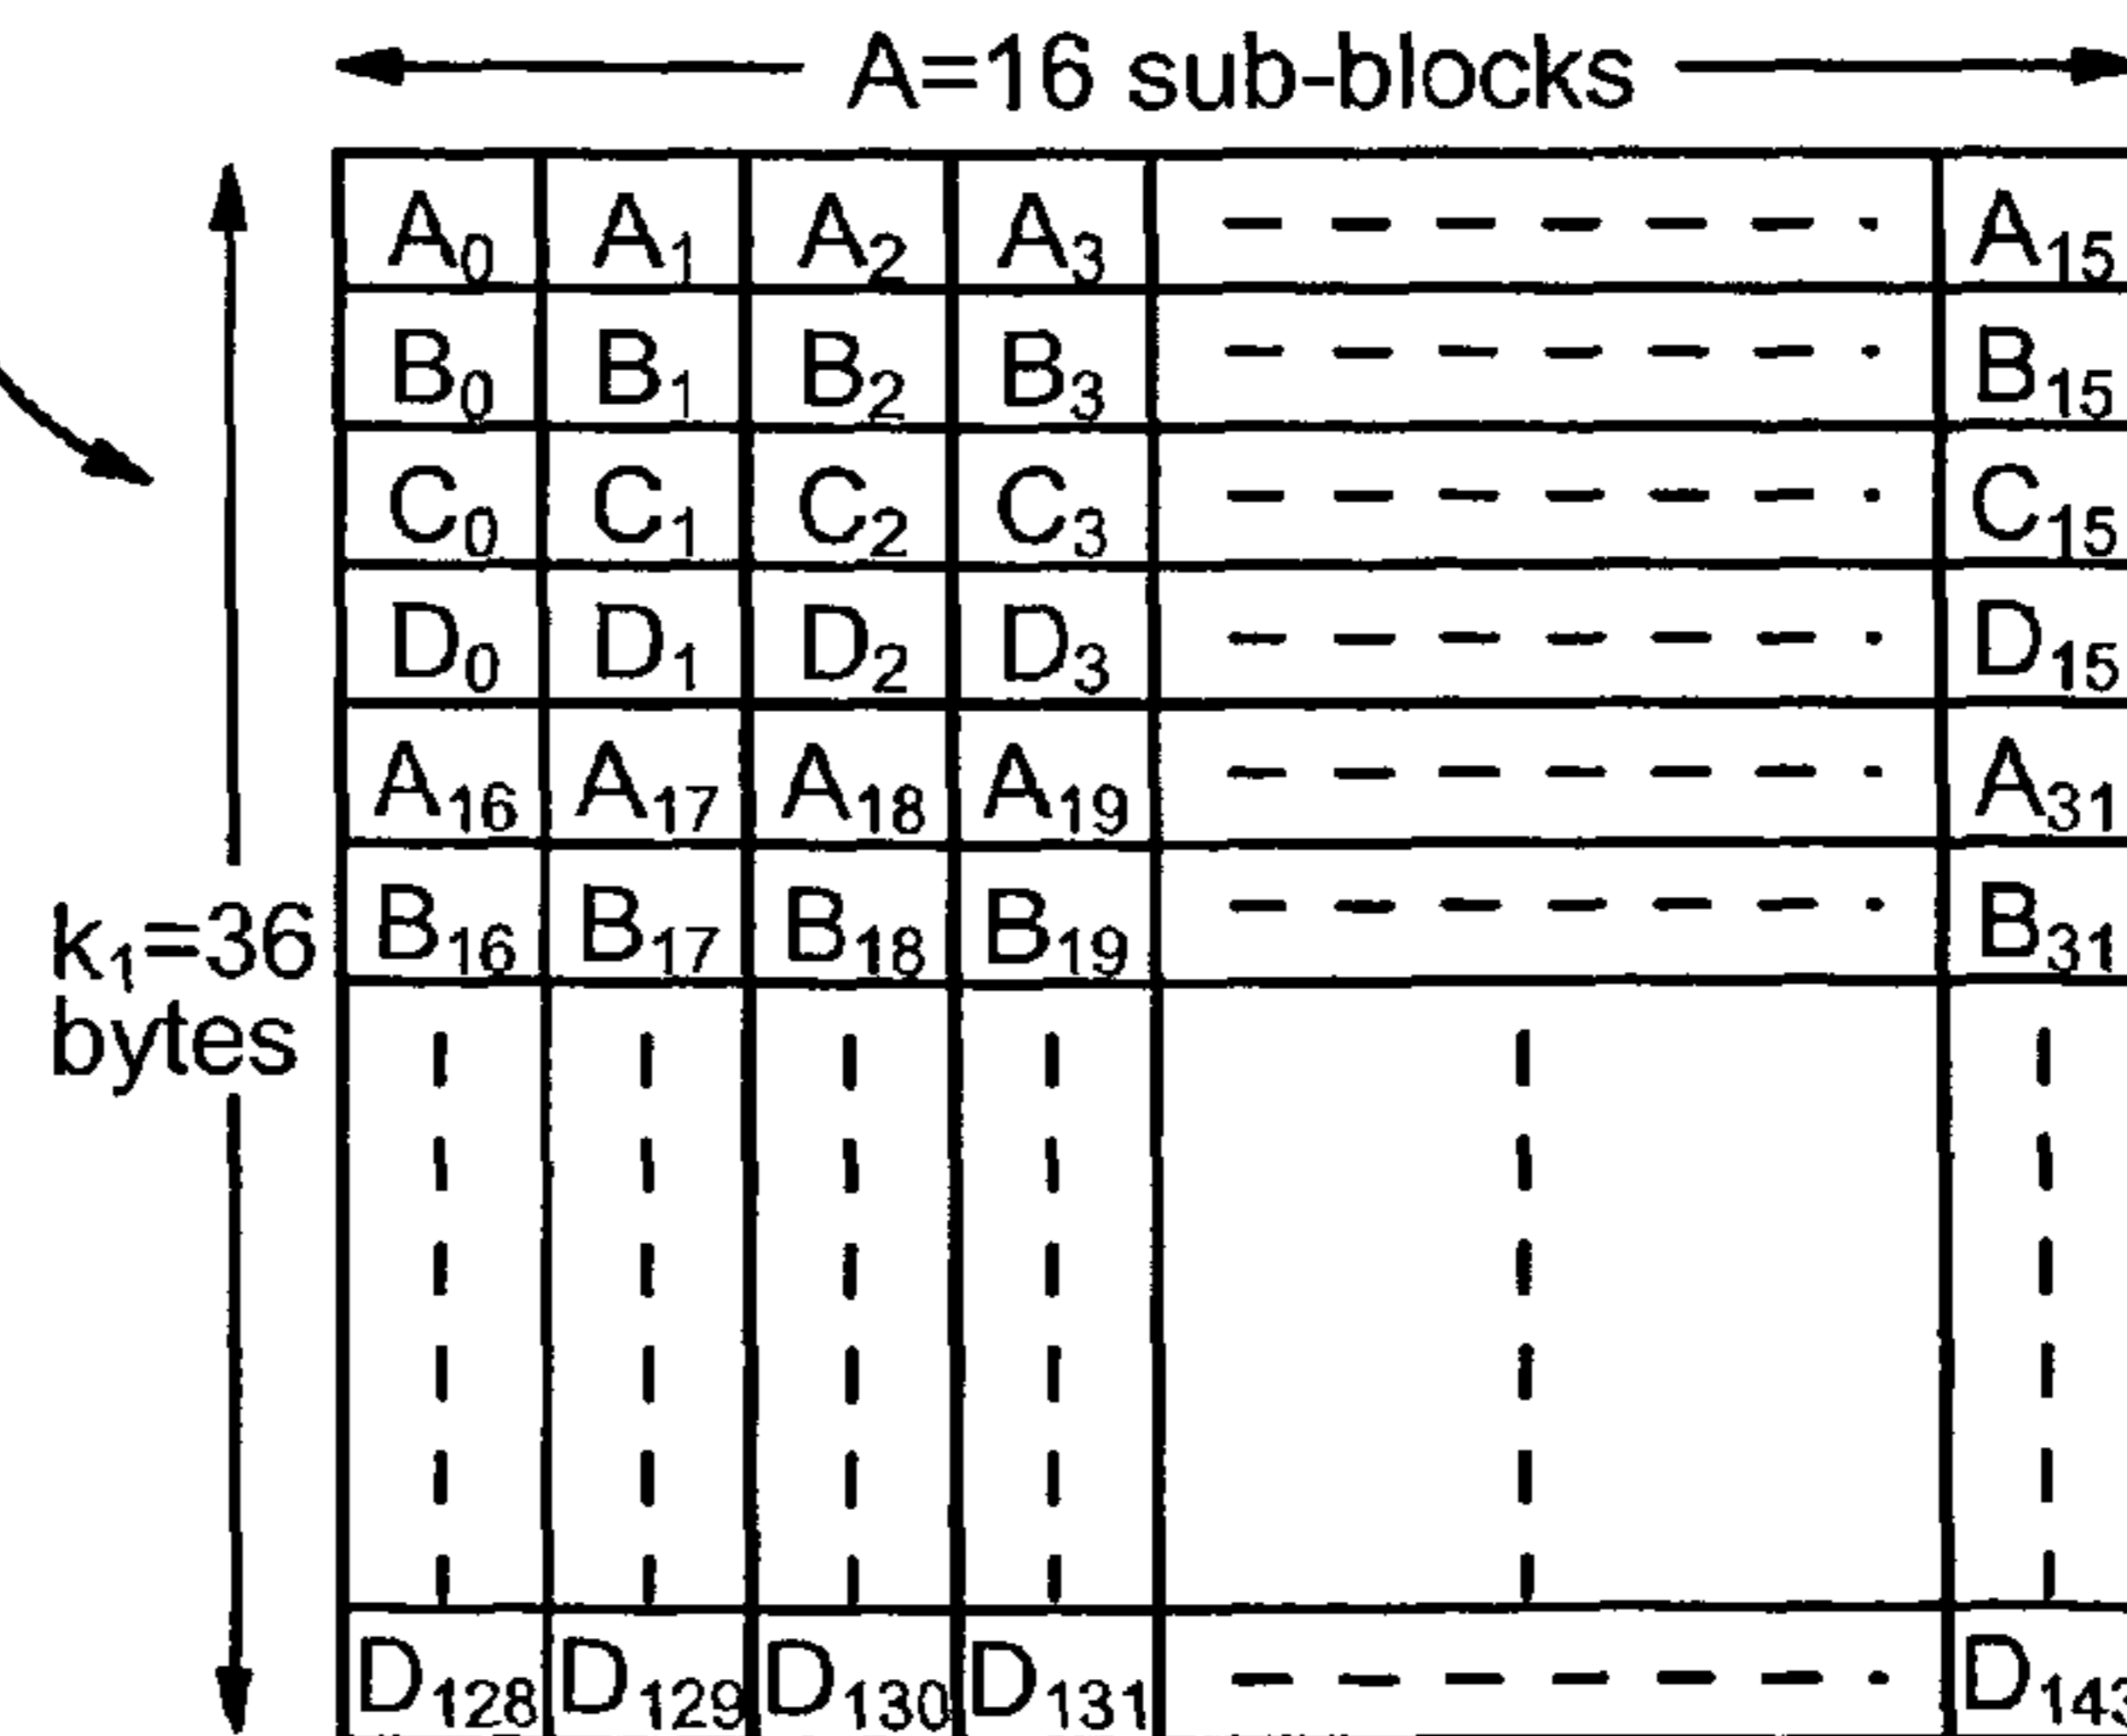 A=16 sub-blocks
A0 A1 A2 A3 A15
B0 B1 B2 B3 B15
C0 C1 C2 C3 C15
D0 D1 D2 D3 D15
A16 A17 A18 A19 A31
B16 B17 B18 B19 B31
k1=36
bytes
D128 D129 D130 D131 D143